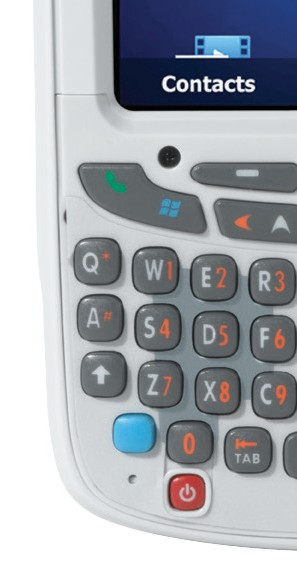 Contacts
Q* W1 E2 R3
A# S4 D5 F6
Z7 X8 C9
0 TAB